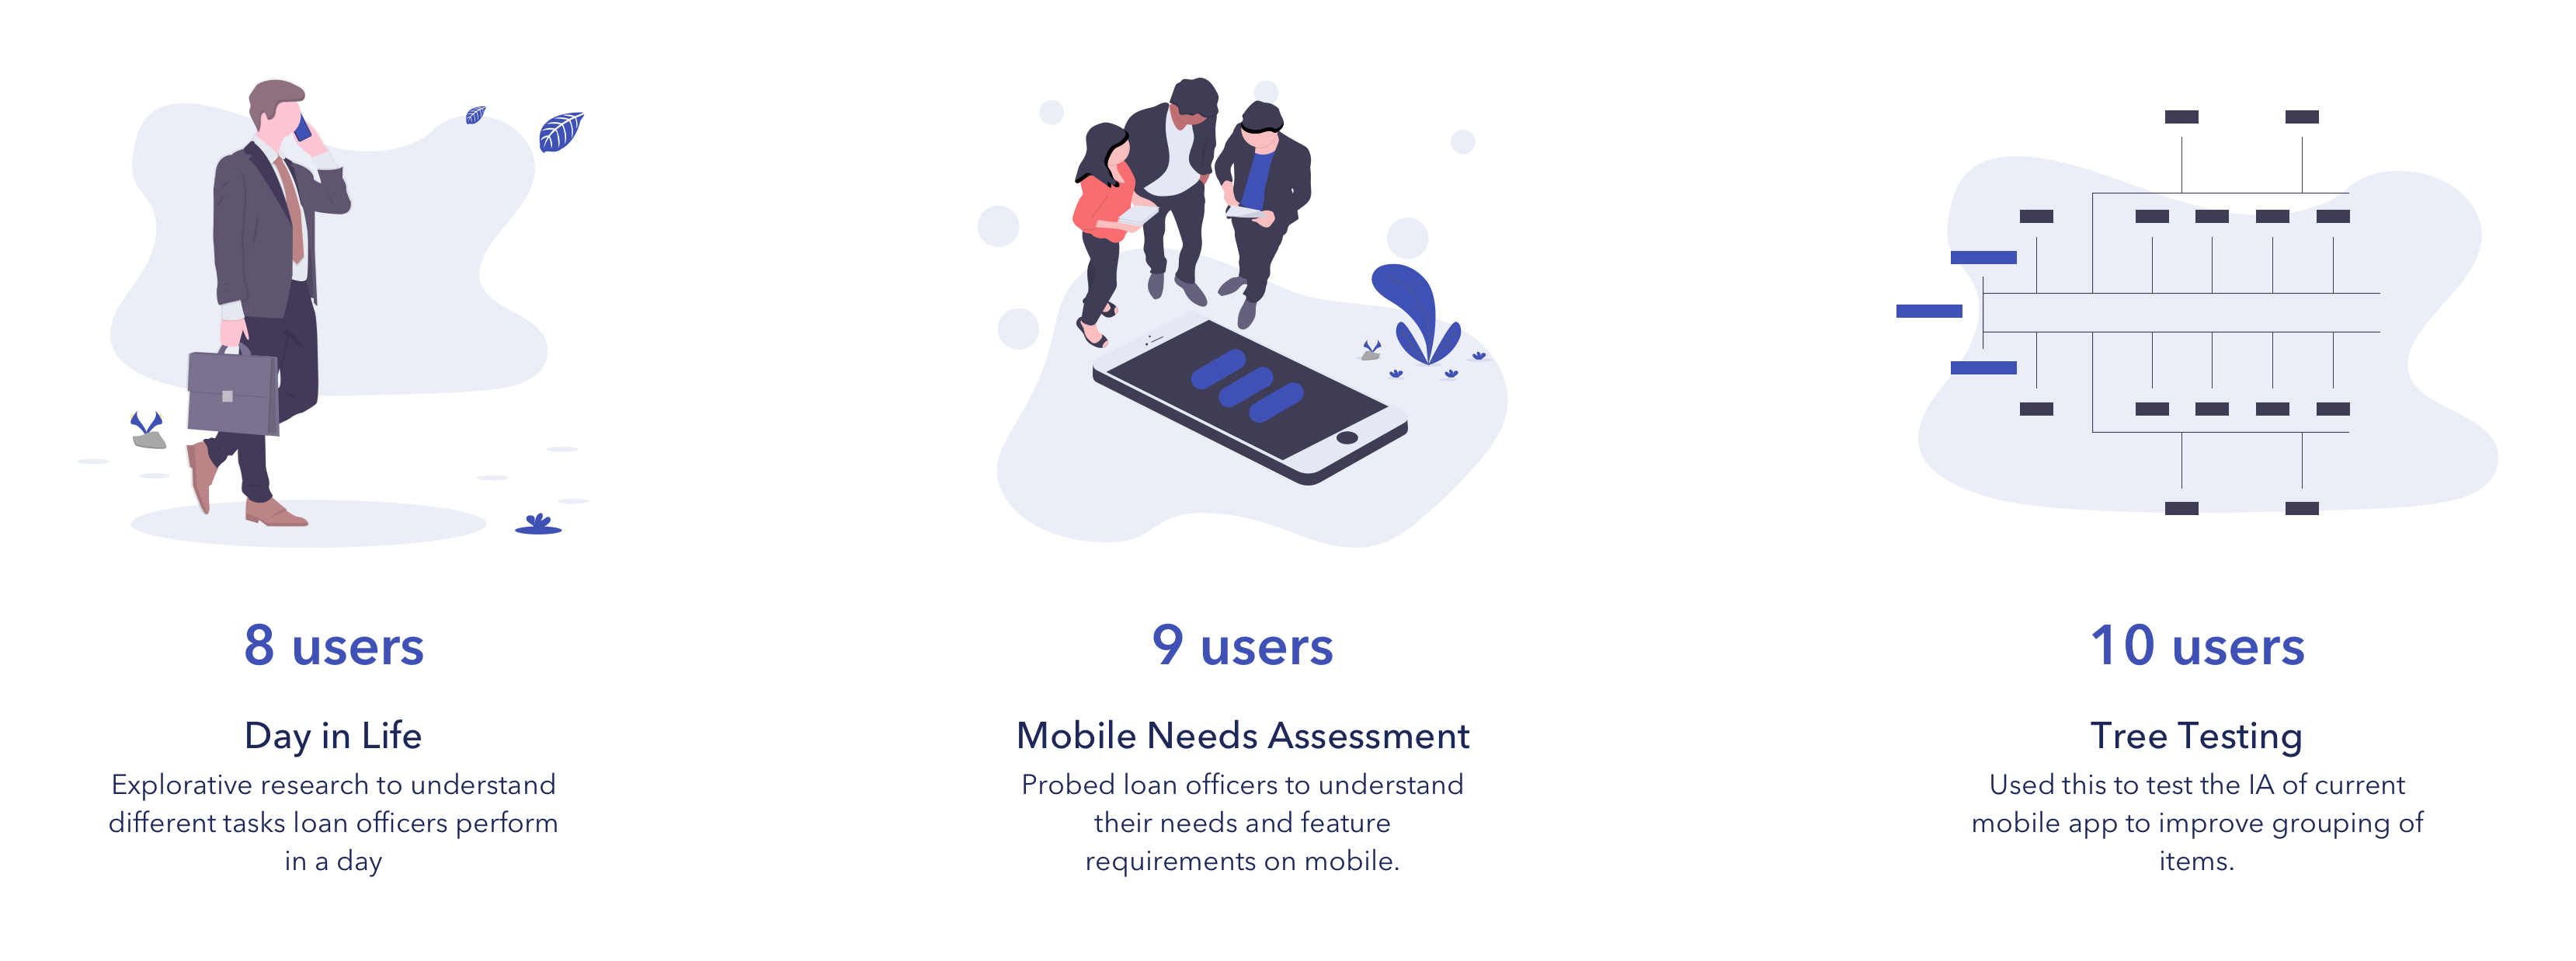 8 users
Day in Life
Explorative research to understand
different tasks loan officers perform
in a day
9 users
Mobile Needs Assessment
Probed loan officers to understand
their needs and feature
requirements on mobile.
10 users
Tree Testing
Used this to test the IA of current
mobile app to improve grouping of
items.